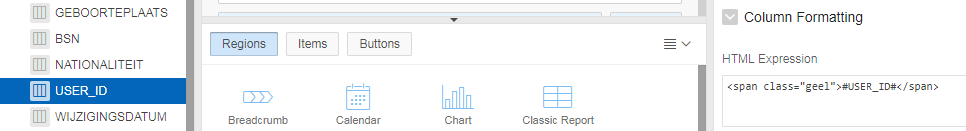 GEBOORTEPLAATS
BSN
NATIONALITEIT
USER_ID
WIJZIGINGSDATUM
Regions Items Buttons
Breadcrumb Calendar Chart Classic Report
Column Formatting
HTML Expression
<span class="geel">#USER_ID#</span>